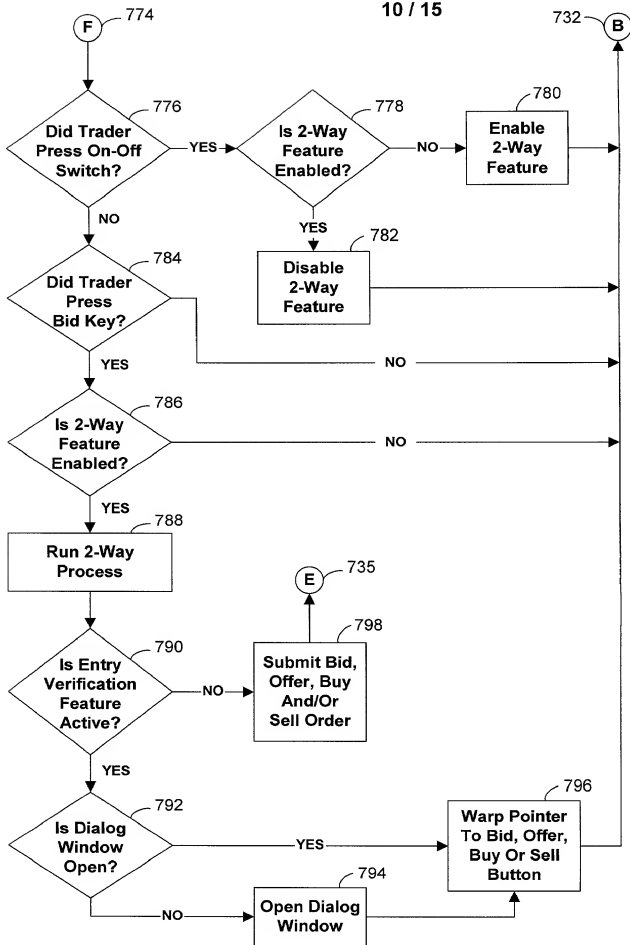 10 / 15
F
774
732
B
776
Did Trader
Press On-Off
Switch?
YES
778
Is 2-Way
Feature
Enabled?
NO
780
Enable
2-Way
Feature
NO
YES
782
Disable
2-Way
Feature
784
Did Trader
Press
Bid Key?
NO
YES
786
Is 2-Way
Feature
Enabled?
NO
YES
788
Run 2-Way
Process
E
735
790
Is Entry
Verification
Feature
Active?
NO
798
Submit Bid,
Offer, Buy
And/Or
Sell Order
YES
792
Is Dialog
Window
Open?
YES
796
Warp Pointer
To Bid, Offer,
Buy Or Sell
Button
NO
794
Open Dialog
Window